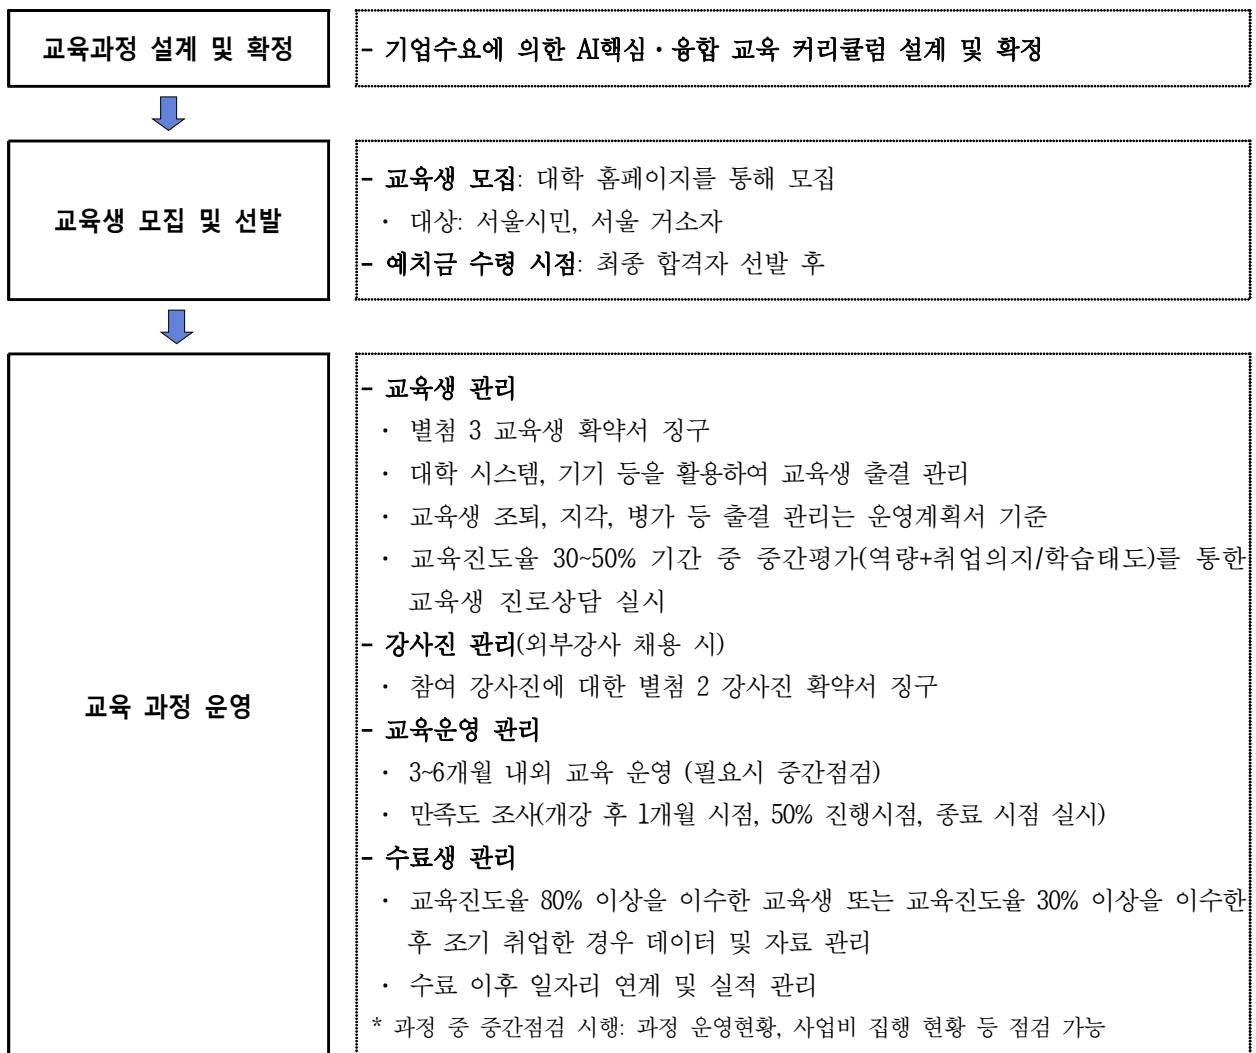 교육과정 설계 및 확정
- 기업수요에 의한 AI핵심·융합 교육 커리큘럼 설계 및 확정
교육생 모집 및 선발
- 교육생 모집: 대학 홈페이지를 통해 모집
· 대상: 서울시민, 서울 거소자
- 예치금 수령 시점: 최종 합격자 선발 후
교육 과정 운영
- 교육생 관리
· 별첨 3 교육생 확약서 징구
· 대학 시스템, 기기 등을 활용하여 교육생 출결 관리
· 교육생 조퇴, 지각, 병가 등 출결 관리는 운영계획서 기준
· 교육진도율 30~50% 기간 중 중간평가(역량+취업의지/학습태도)를 통한
교육생 진로상담 실시
- 강사진 관리(외부강사 채용 시)
· 참여 강사진에 대한 별첨 2 강사진 확약서 징구
- 교육운영 관리
· 3~6개월 내외 교육 운영 (필요시 중간점검)
· 만족도 조사(개강 후 1개월 시점, 50% 진행시점, 종료 시점 실시)
- 수료생 관리
· 교육진도율 80% 이상을 이수한 교육생 또는 교육진도율 30% 이상을 이수한
후 조기 취업한 경우 데이터 및 자료 관리
· 수료 이후 일자리 연계 및 실적 관리
* 과정 중 중간점검 시행: 과정 운영현황, 사업비 집행 현황 등 점검 가능